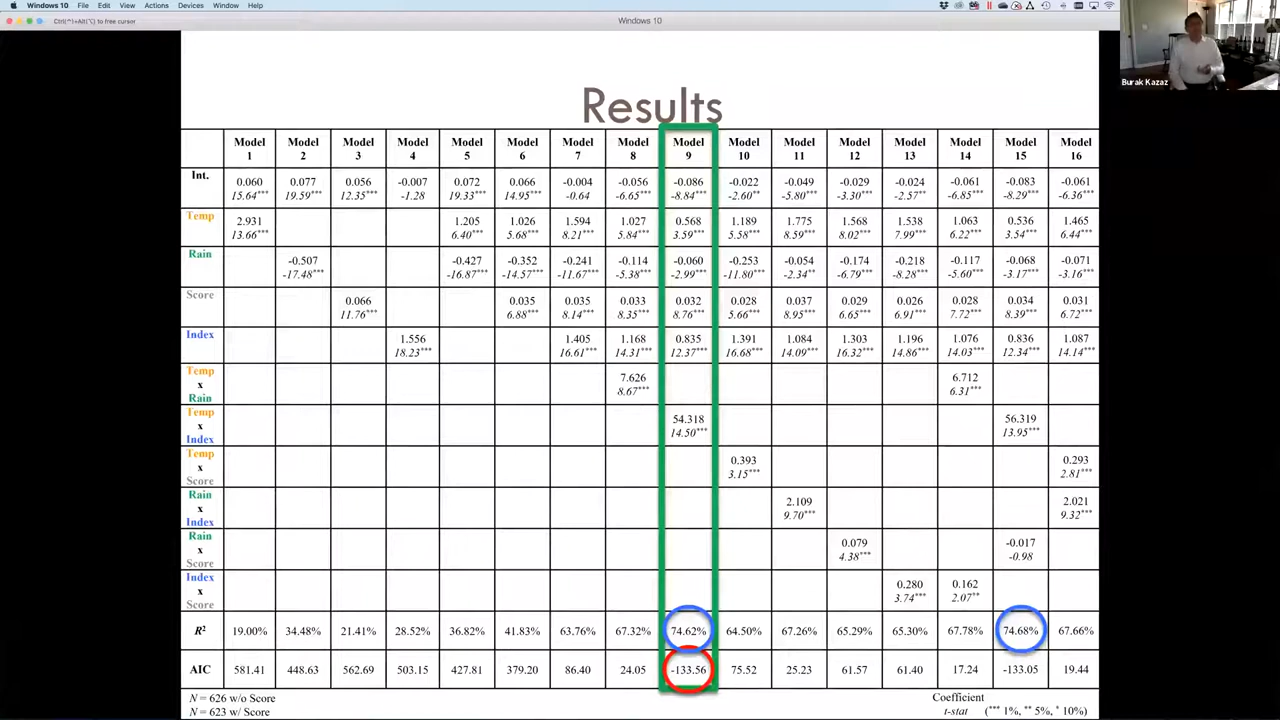 Windows 10 File Edit View Actions Devices Window Help
Ctrl(^)+Alt(⌥) to free cursor
Windows 10
Burak Kazaz
Results
Model 1 Model 2 Model 3 Model 4 Model 5 Model 6 Model 7 Model 8 Model 9 Model 10 Model 11 Model 12 Model 13 Model 14 Model 15 Model 16
Int. 0.060 0.077 0.056 -0.007 0.072 0.066 -0.004 -0.056 -0.086 -0.022 -0.049 -0.029 -0.024 -0.061 -0.083 -0.061
15.64*** 19.59*** 12.35*** -1.28 19.33*** 14.95*** -0.64 -6.65*** -8.84*** -2.60** -5.80*** -3.30*** -2.57** -6.85*** -8.29*** -6.36***
Temp 2.931 1.205 1.026 1.594 1.027 0.568 1.189 1.775 1.568 1.538 1.063 0.536 1.465
13.66*** 6.40*** 5.68*** 8.21*** 5.84*** 3.59*** 5.58*** 8.59*** 8.02*** 7.99*** 6.22*** 3.54*** 6.44***
Rain -0.507 -0.427 -0.352 -0.241 -0.114 -0.060 -0.253 -0.054 -0.174 -0.218 -0.117 -0.068 -0.071
-17.48*** -16.87*** -14.57*** -11.67*** -5.38*** -2.99*** -11.80*** -2.34** -6.79*** -8.28*** -5.60*** -3.17*** -3.16***
Score 0.066 0.035 0.035 0.033 0.032 0.028 0.037 0.029 0.026 0.028 0.034 0.031
11.76*** 6.88*** 8.14*** 8.35*** 8.76*** 5.66*** 8.95*** 6.65*** 6.91*** 7.72*** 8.39*** 6.72***
Index 1.556 1.405 1.168 0.835 1.391 1.084 1.303 1.196 1.076 0.836 1.087
18.23*** 16.61*** 14.31*** 12.37*** 16.68*** 14.09*** 16.32*** 14.86*** 14.03*** 12.34*** 14.14***
Temp x Rain 7.626 6.712
8.67*** 6.31***
Temp x Index 54.318 56.319
14.50*** 13.95***
Temp x Score 0.393 0.293
3.15*** 2.81***
Rain x Index 2.109 2.021
9.70*** 9.32***
Rain x Score 0.079 -0.017
4.38*** -0.98
Index x Score 0.280 0.162
3.74*** 2.07**
R² 19.00% 34.48% 21.41% 28.52% 36.82% 41.83% 63.76% 67.32% 74.62% 64.50% 67.26% 65.29% 65.30% 67.78% 74.68% 67.66%
AIC 581.41 448.63 562.69 503.15 427.81 379.20 86.40 24.05 -133.56 75.52 25.23 61.57 61.40 17.24 -133.05 19.44
N = 626 w/o Score
N = 623 w/ Score
Coefficient
t-stat (*** 1%, ** 5%, * 10%)